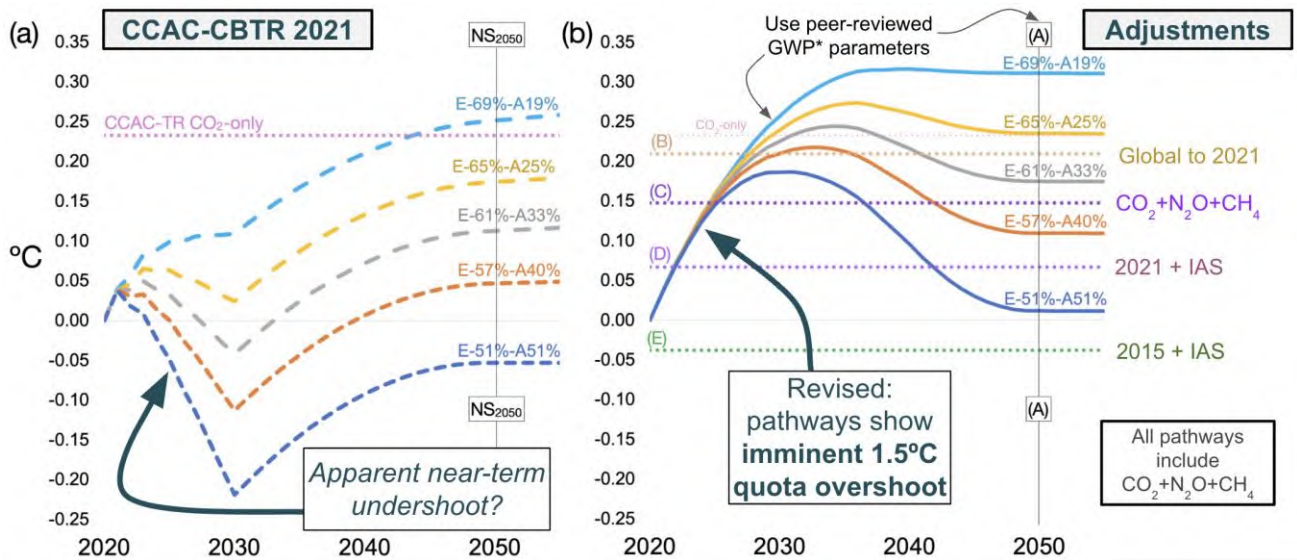 (a)
CCAC-CBTR 2021
NS2050
0.35
0.30
0.25
0.20
0.15
0.10
0.05
0.00
-0.05
-0.10
-0.15
-0.20
-0.25
ºC
CCAC-TR CO₂-only
E-69%-A19%
E-65%-A25%
E-61%-A33%
E-57%-A40%
E-51%-A51%
NS2050
Apparent near-term
undershoot?
2020
2030
2040
2050
(b)
Use peer-reviewed
GWP* parameters
(A)
Adjustments
0.35
0.30
0.25
0.20
0.15
0.10
0.05
0.00
-0.05
-0.10
-0.15
-0.20
-0.25
E-69%-A19%
CO₂-only
E-65%-A25%
(B)
Global to 2021
E-61%-A33%
(C)
CO₂+N₂O+CH₄
E-57%-A40%
(D)
2021 + IAS
E-51%-A51%
(E)
2015 + IAS
Revised:
pathways show
imminent 1.5ºC
quota overshoot
(A)
All pathways
include
CO₂+N₂O+CH₄
2020
2030
2040
2050